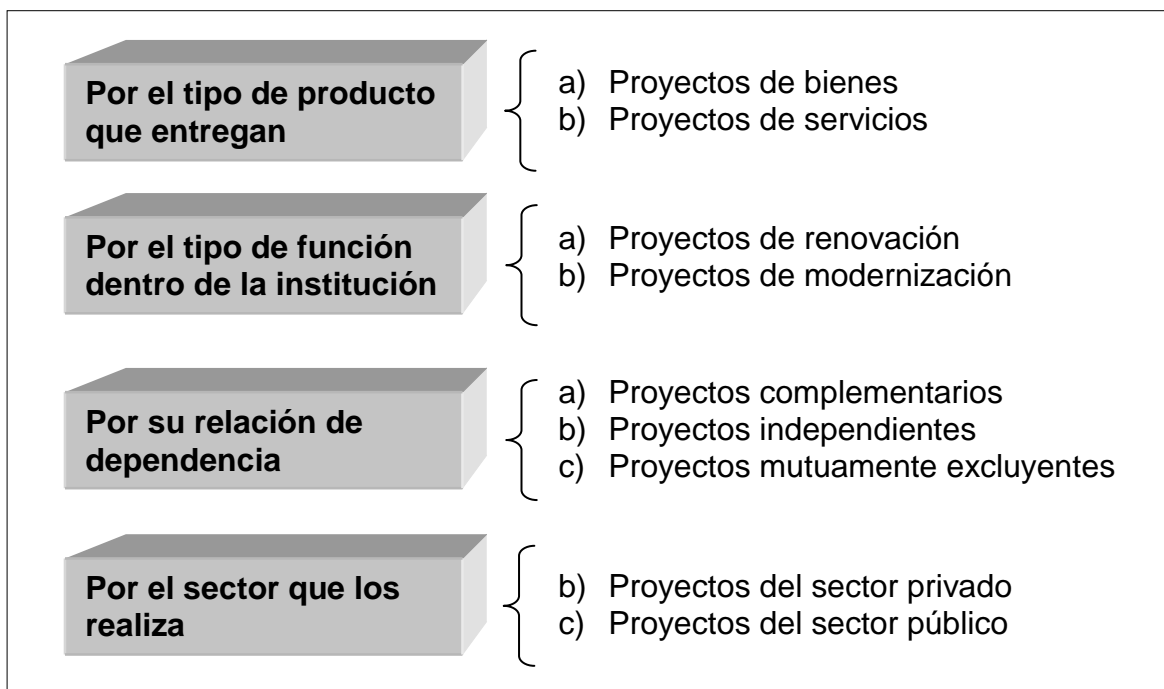 Por el tipo de producto
que entregan
a) Proyectos de bienes
b) Proyectos de servicios
Por el tipo de función
dentro de la institución
a) Proyectos de renovación
b) Proyectos de modernización
Por su relación de
dependencia
a) Proyectos complementarios
b) Proyectos independientes
c) Proyectos mutuamente excluyentes
Por el sector que los
realiza
b) Proyectos del sector privado
c) Proyectos del sector público